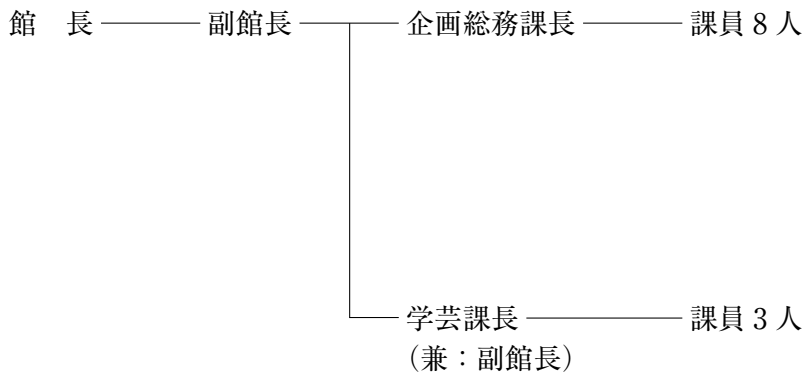 館　長 副館長 企画総務課長 課員 8 人
学芸課長 課員 3 人
（兼：副館長）